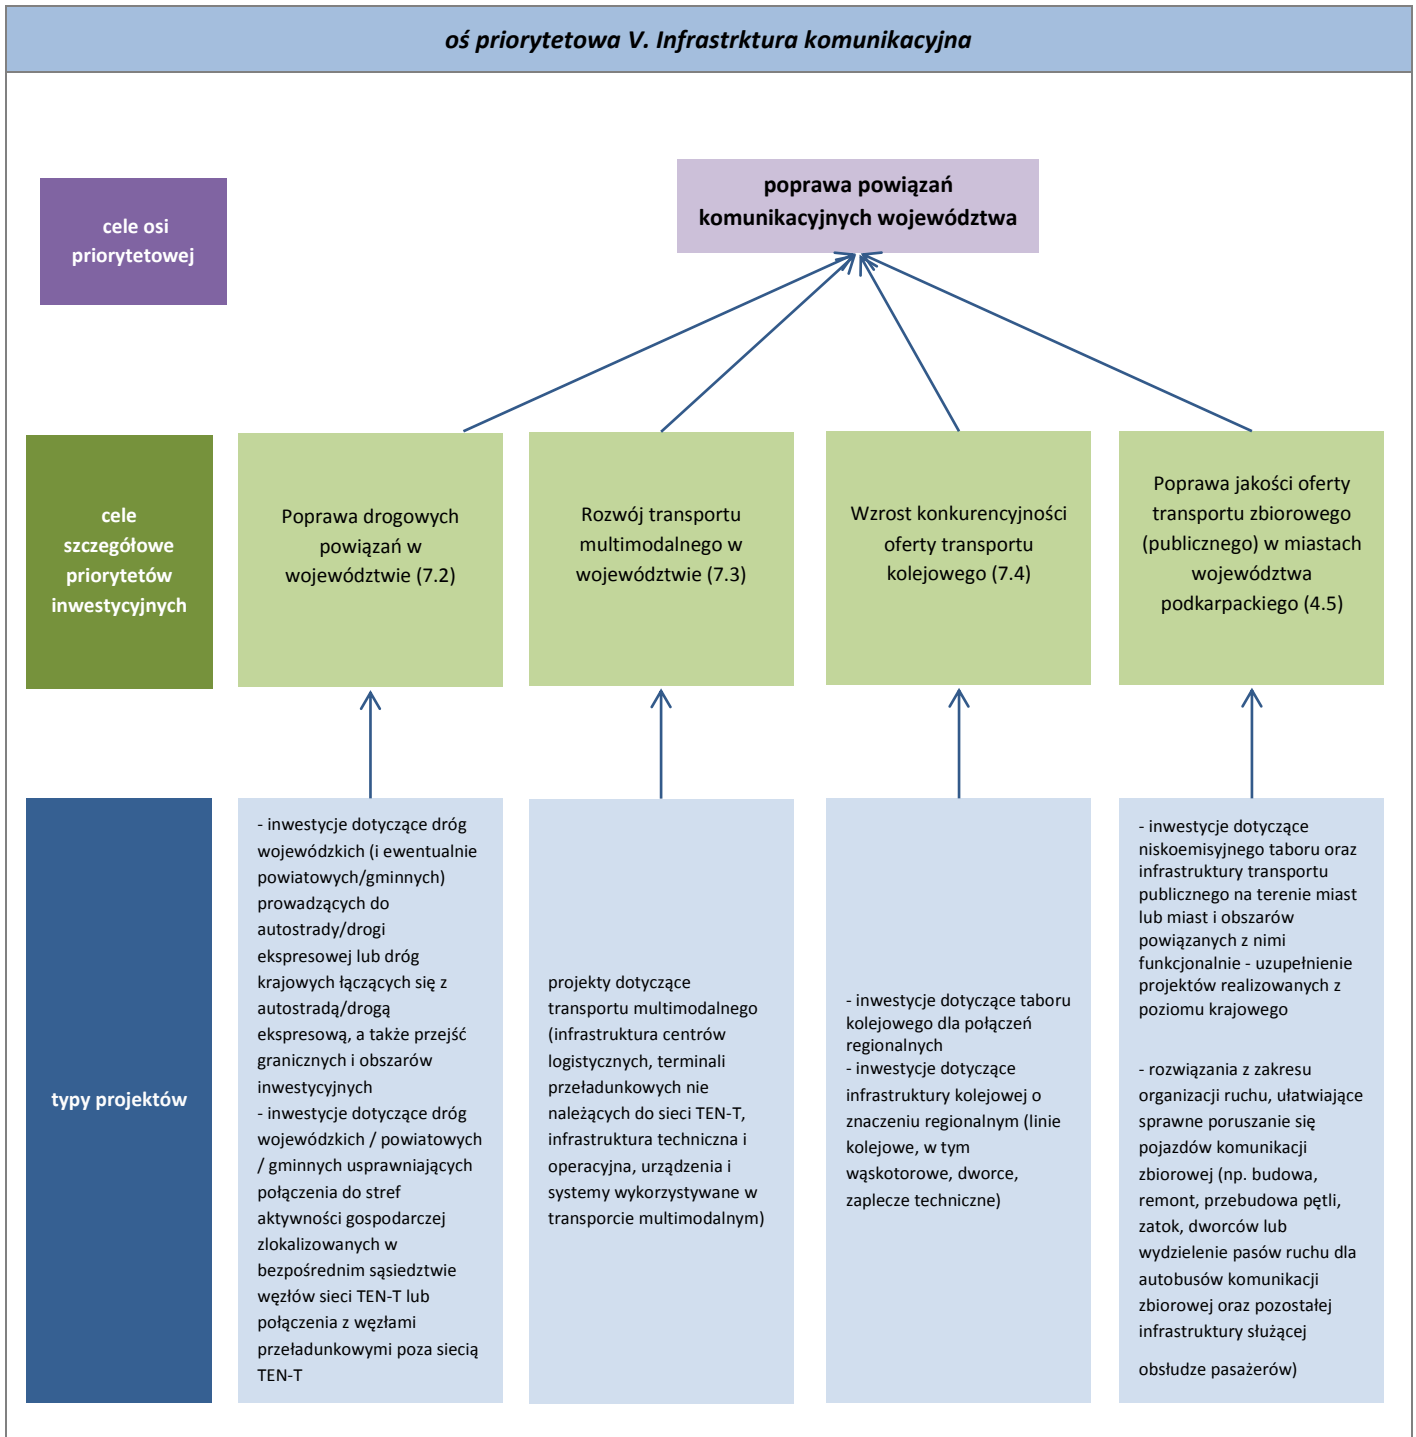 oś priorytetowa V. Infrastrktura komunikacyjna
cele osi
priorytetowej
poprawa powiązań
komunikacyjnych województwa
cele
szczegółowe
priorytetów
inwestycyjnych
Poprawa drogowych
powiązań w
województwie (7.2)
Rozwój transportu
multimodalnego w
województwie (7.3)
Wzrost konkurencyjności
oferty transportu
kolejowego (7.4)
Poprawa jakości oferty
transportu zbiorowego
(publicznego) w miastach
województwa
podkarpackiego (4.5)
typy projektów
- inwestycje dotyczące dróg
wojewódzkich (i ewentualnie
powiatowych/gminnych)
prowadzących do
autostrady/drogi
ekspresowej lub dróg
krajowych łączących się z
autostradą/drogą
ekspresową, a także przejść
granicznych i obszarów
inwestycyjnych
- inwestycje dotyczące dróg
wojewódzkich / powiatowych
/ gminnych usprawniających
połączenia do stref
aktywności gospodarczej
zlokalizowanych w
bezpośrednim sąsiedztwie
węzłów sieci TEN-T lub
połączenia z węzłami
przeładunkowymi poza siecią
TEN-T
projekty dotyczące
transportu multimodalnego
(infrastruktura centrów
logistycznych, terminali
przeładunkowych nie
należących do sieci TEN-T,
infrastruktura techniczna i
operacyjna, urządzenia i
systemy wykorzystywane w
transporcie multimodalnym)
- inwestycje dotyczące taboru
kolejowego dla połączeń
regionalnych
- inwestycje dotyczące
infrastruktury kolejowej o
znaczeniu regionalnym (linie
kolejowe, w tym
wąskotorowe, dworce,
zaplecze techniczne)
- inwestycje dotyczące
niskoemisyjnego taboru oraz
infrastruktury transportu
publicznego na terenie miast
lub miast i obszarów
powiązanych z nimi
funkcjonalnie - uzupełnienie
projektów realizowanych z
poziomu krajowego
- rozwiązania z zakresu
organizacji ruchu, ułatwiające
sprawne poruszanie się
pojazdów komunikacji
zbiorowej (np. budowa,
remont, przebudowa pętli,
zatok, dworców lub
wydzielenie pasów ruchu dla
autobusów komunikacji
zbiorowej oraz pozostałej
infrastruktury służącej
obsłudze pasażerów)